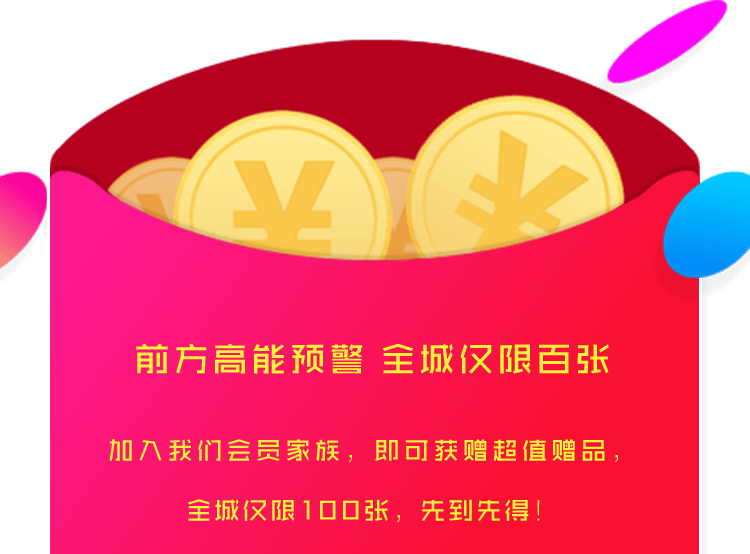 前方高能预警 全城仅限百张
加入我们会员家族，即可获赠超值赠品，
全城仅限100张，先到先得！